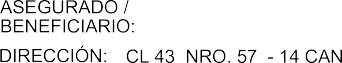 ASEGURADO /
BENEFICIARIO:
DIRECCIÓN: CL 43 NRO. 57 - 14 CAN